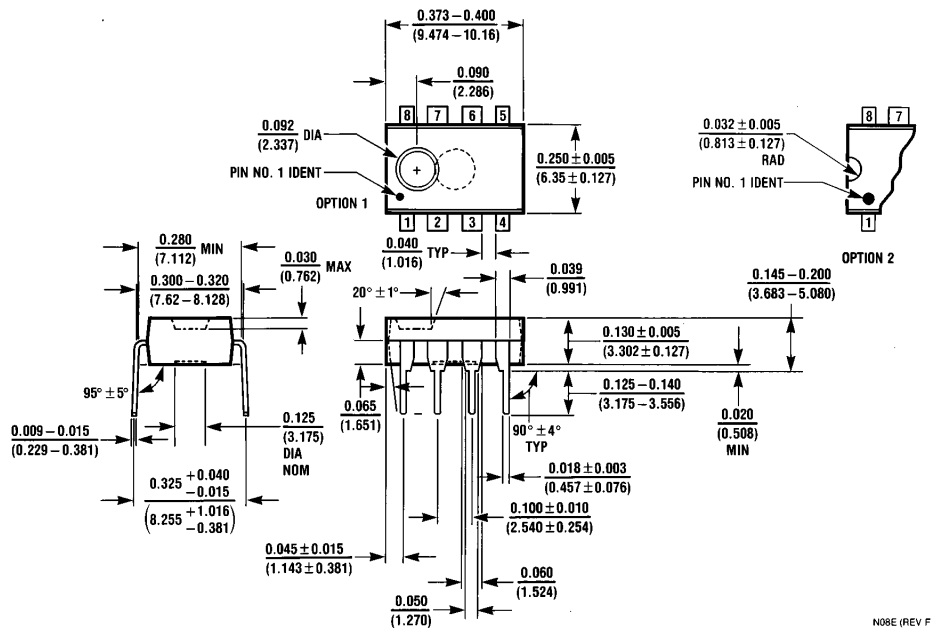 0.373 – 0.400
(9.474 – 10.16)
0.090
(2.286)
8 7 6 5
0.092 DIA
(2.337)
PIN NO. 1 IDENT
OPTION 1
+
1 2 3 4
0.250 ± 0.005
(6.35 ± 0.127)
8 7
0.032 ± 0.005
(0.813 ± 0.127)
RAD
PIN NO. 1 IDENT
1
OPTION 2
0.280 MIN
(7.112)
0.300 – 0.320
(7.62 – 8.128)
0.030 MAX
(0.762)
0.040 TYP
(1.016)
20° ± 1°
0.039
(0.991)
0.145 – 0.200
(3.683 – 5.080)
0.130 ± 0.005
(3.302 ± 0.127)
95° ± 5°
0.009 – 0.015
(0.229 – 0.381)
0.125
(3.175)
DIA
NOM
0.065
(1.651)
90° ± 4°
TYP
0.125 – 0.140
(3.175 – 3.556)
0.020
(0.508)
MIN
0.325 +0.040
–0.015
(8.255 +1.016
–0.381)
0.018 ± 0.003
(0.457 ± 0.076)
0.100 ± 0.010
(2.540 ± 0.254)
0.045 ± 0.015
(1.143 ± 0.381)
0.060
(1.524)
0.050
(1.270)
N08E (REV F